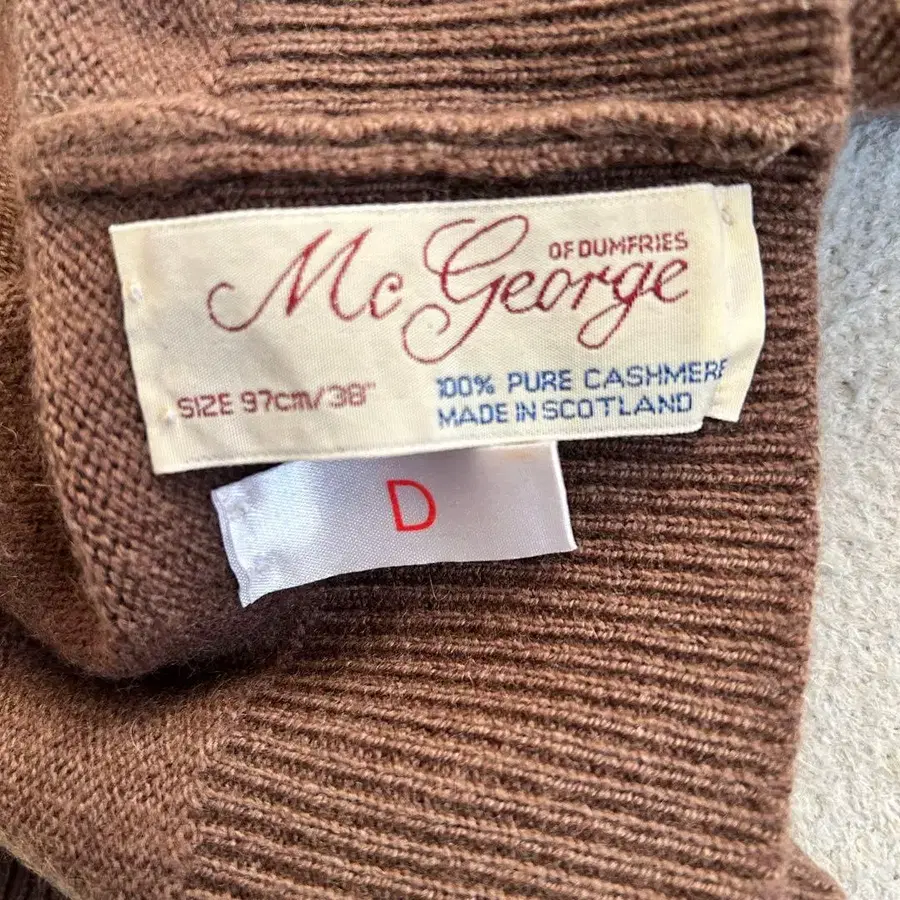 OF DUMFRIES
Mc George
SIZE 97cm/38"
100% PURE CASHMERE
MADE IN SCOTLAND
D